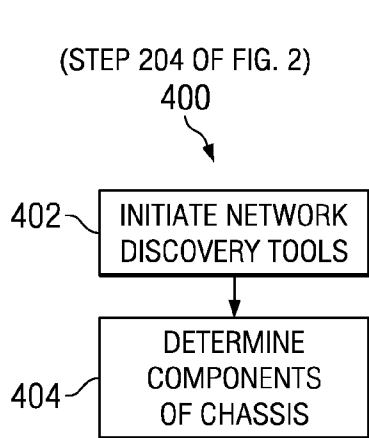 (STEP 204 OF FIG. 2)
400
402
INITIATE NETWORK
DISCOVERY TOOLS
DETERMINE
COMPONENTS
OF CHASSIS
404